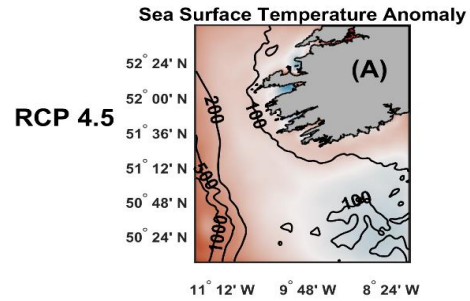 Sea Surface Temperature Anomaly
RCP 4.5
(A)
52° 24' N
52° 00' N
51° 36' N
51° 12' N
50° 48' N
50° 24' N
200
100
500
1000
100
11° 12' W 9° 48' W 8° 24' W